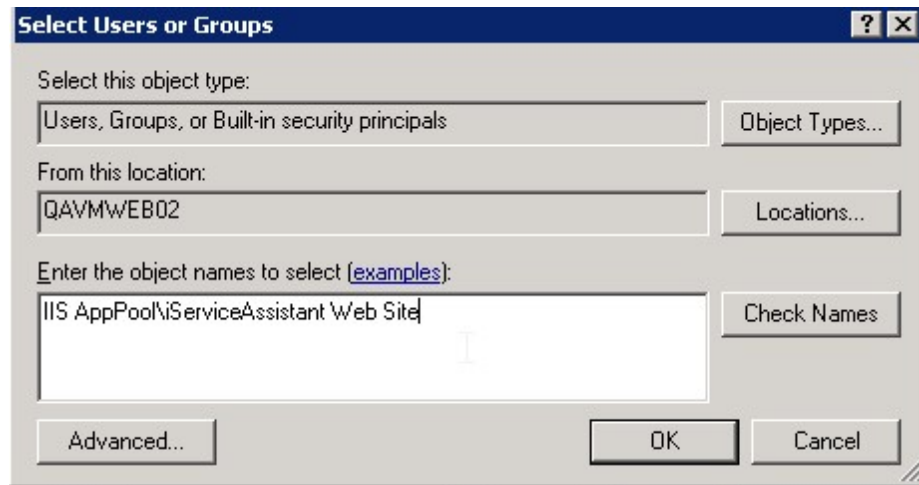 Select Users or Groups
Select this object type:
Users, Groups, or Built-in security principals
Object Types...
From this location:
QAVMWEB02
Locations...
Enter the object names to select (examples):
IIS AppPool\iServiceAssistant Web Site
Check Names
Advanced...
OK
Cancel